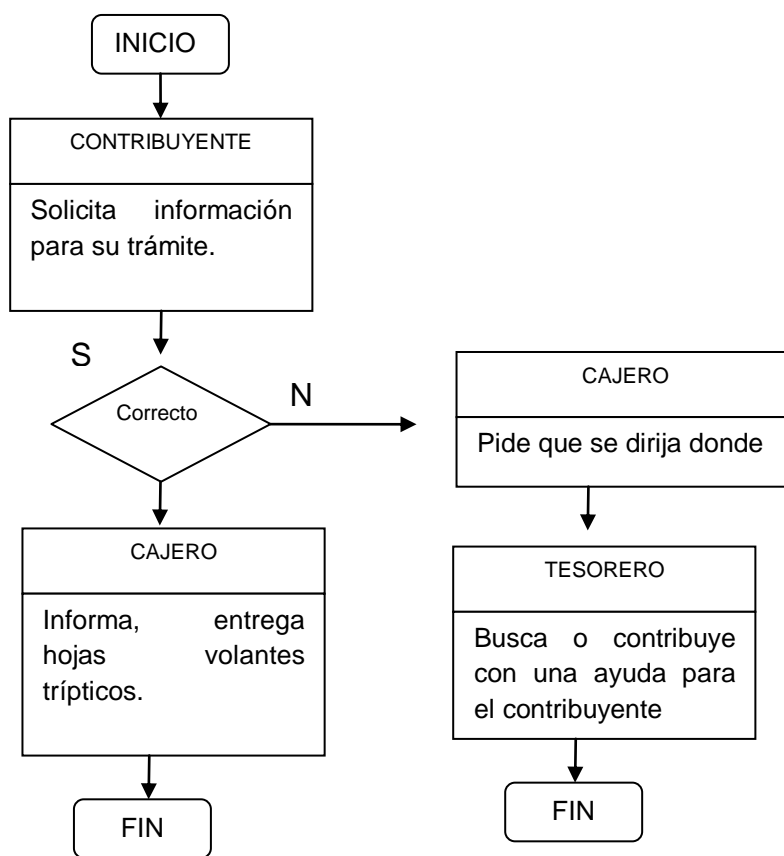 INICIO
CONTRIBUYENTE
Solicita información
para su trámite.
S
Correcto
N
CAJERO
Informa, entrega
hojas volantes
trípticos.
FIN
CAJERO
Pide que se dirija donde
TESORERO
Busca o contribuye
con una ayuda para
el contribuyente
FIN